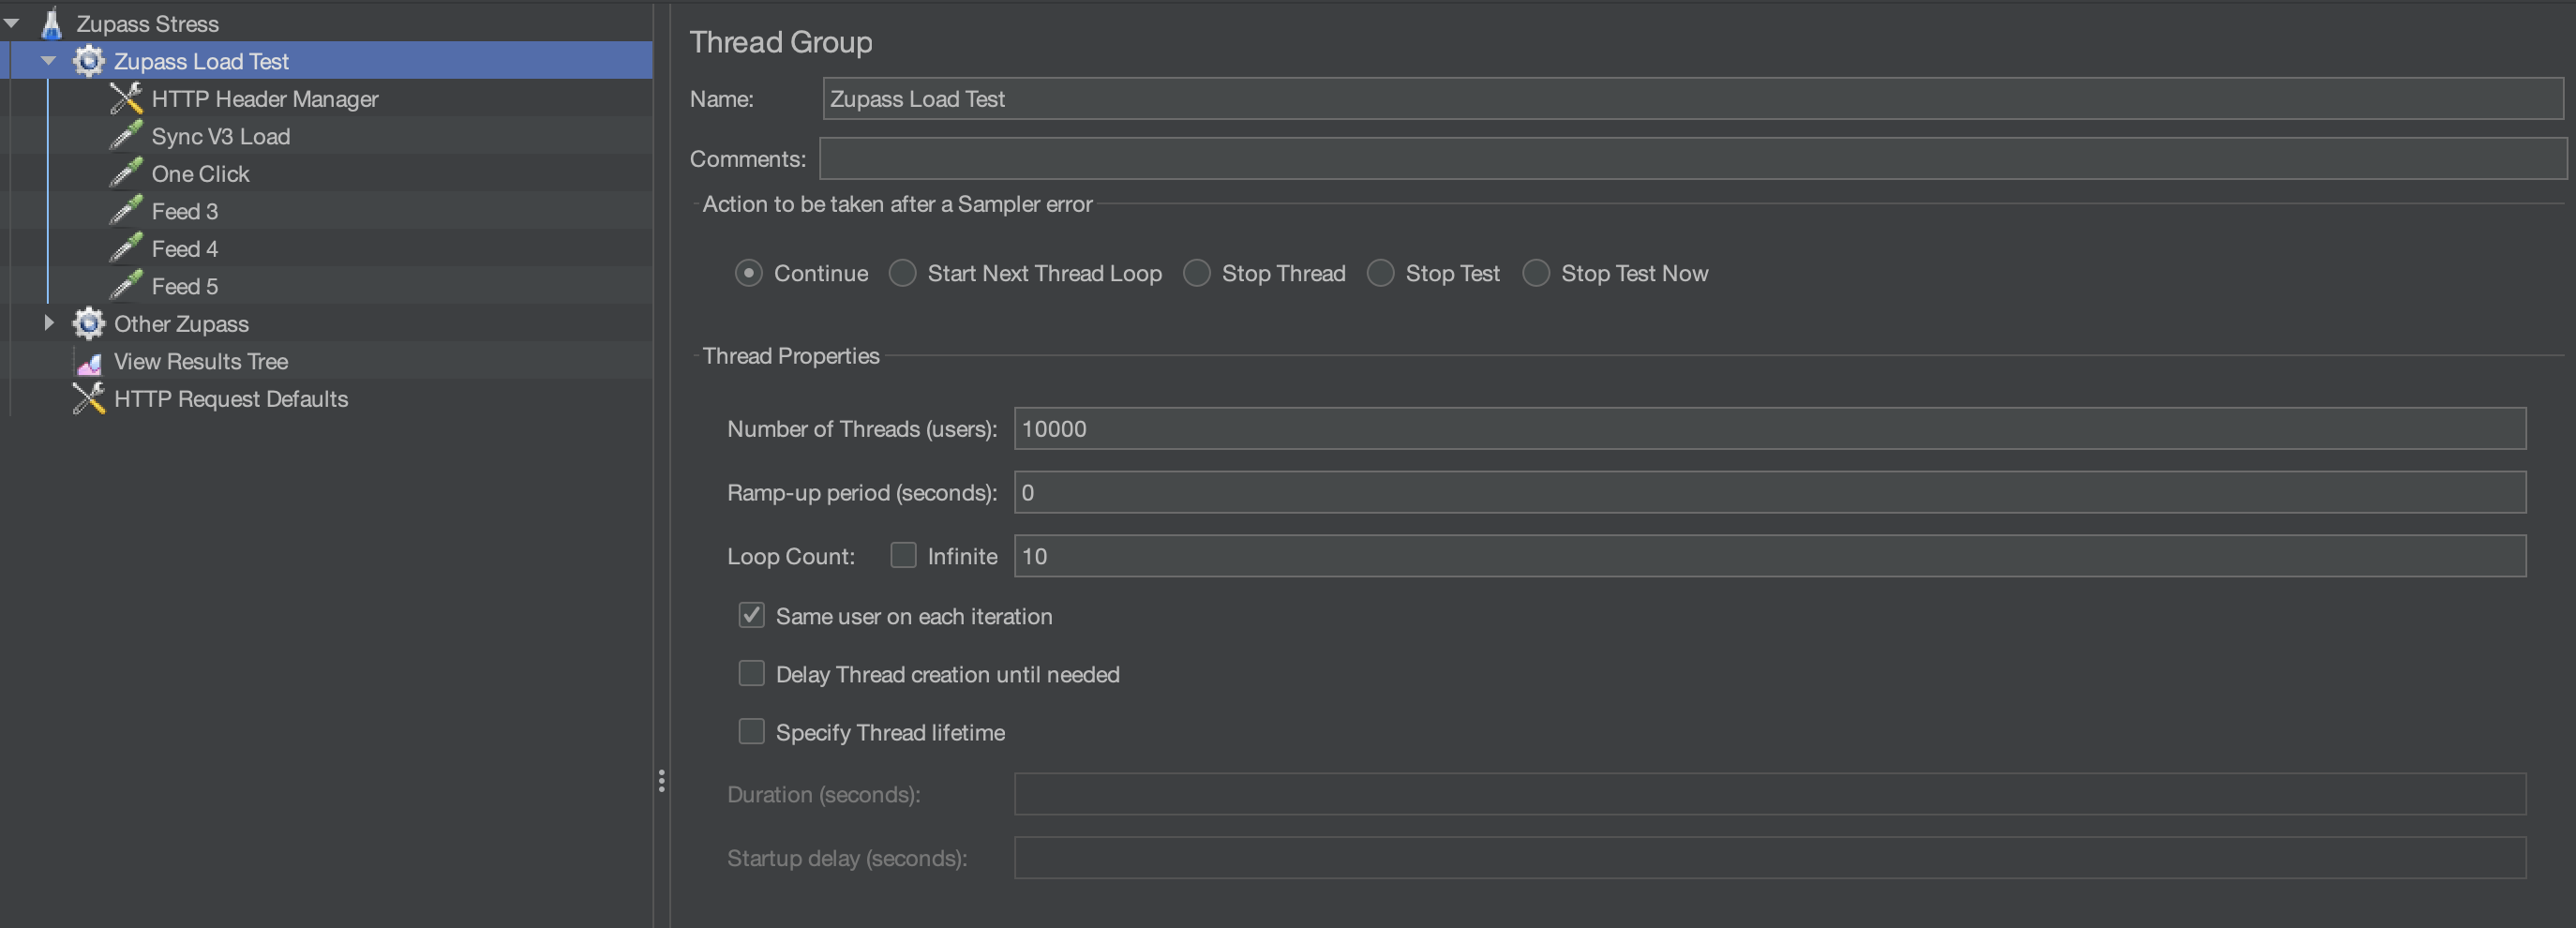 Zupass Stress
Zupass Load Test
HTTP Header Manager
Sync V3 Load
One Click
Feed 3
Feed 4
Feed 5
Other Zupass
View Results Tree
HTTP Request Defaults
Thread Group
Name: Zupass Load Test
Comments:
Action to be taken after a Sampler error
Continue Start Next Thread Loop Stop Thread Stop Test Stop Test Now
Thread Properties
Number of Threads (users): 10000
Ramp-up period (seconds): 0
Loop Count: Infinite 10
Same user on each iteration
Delay Thread creation until needed
Specify Thread lifetime
Duration (seconds):
Startup delay (seconds):